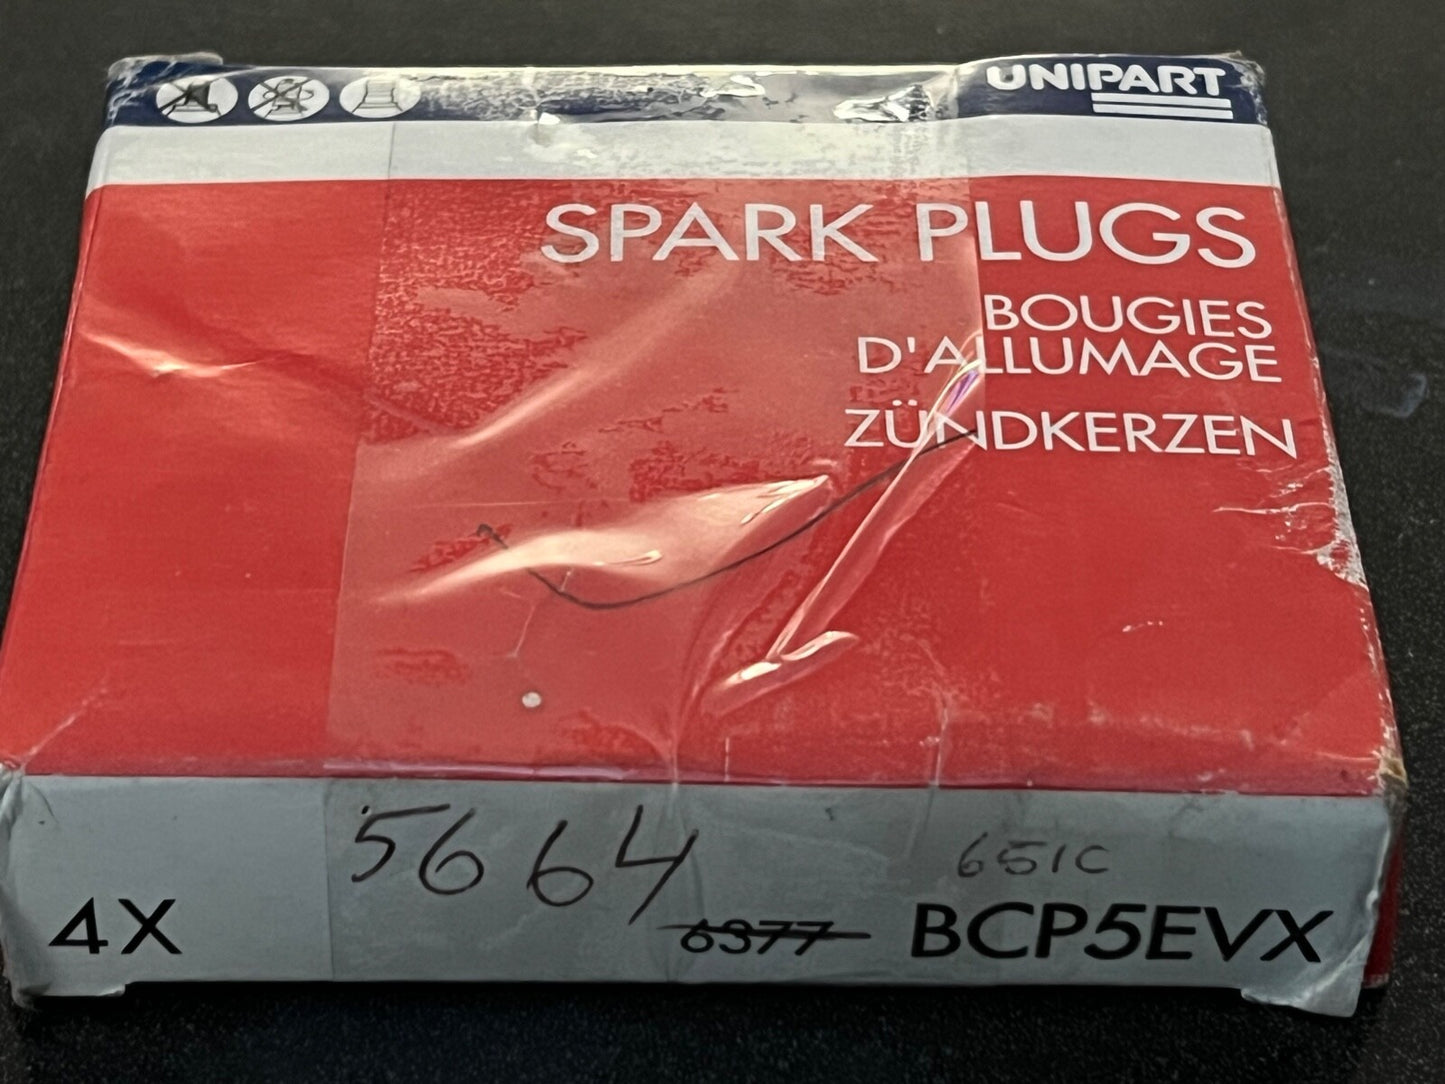 UNIPART
SPARK PLUGS
BOUGIES
D'ALLUMAGE
ZÜNDKERZEN
5664
651C
4X
6377
BCP5EVX